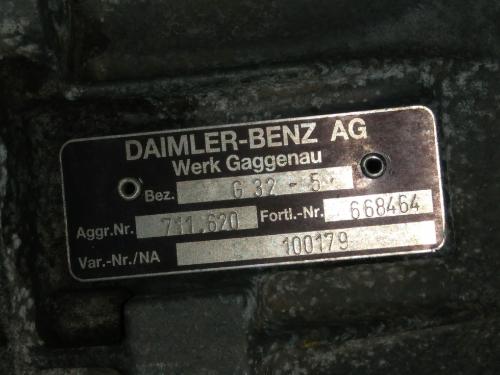 DAIMLER-BENZ AG
Werk Gaggenau
Bez. G 32 - 5
Aggr.Nr. 711.620 Fortl.-Nr. 668464
Var.-Nr./NA 100179